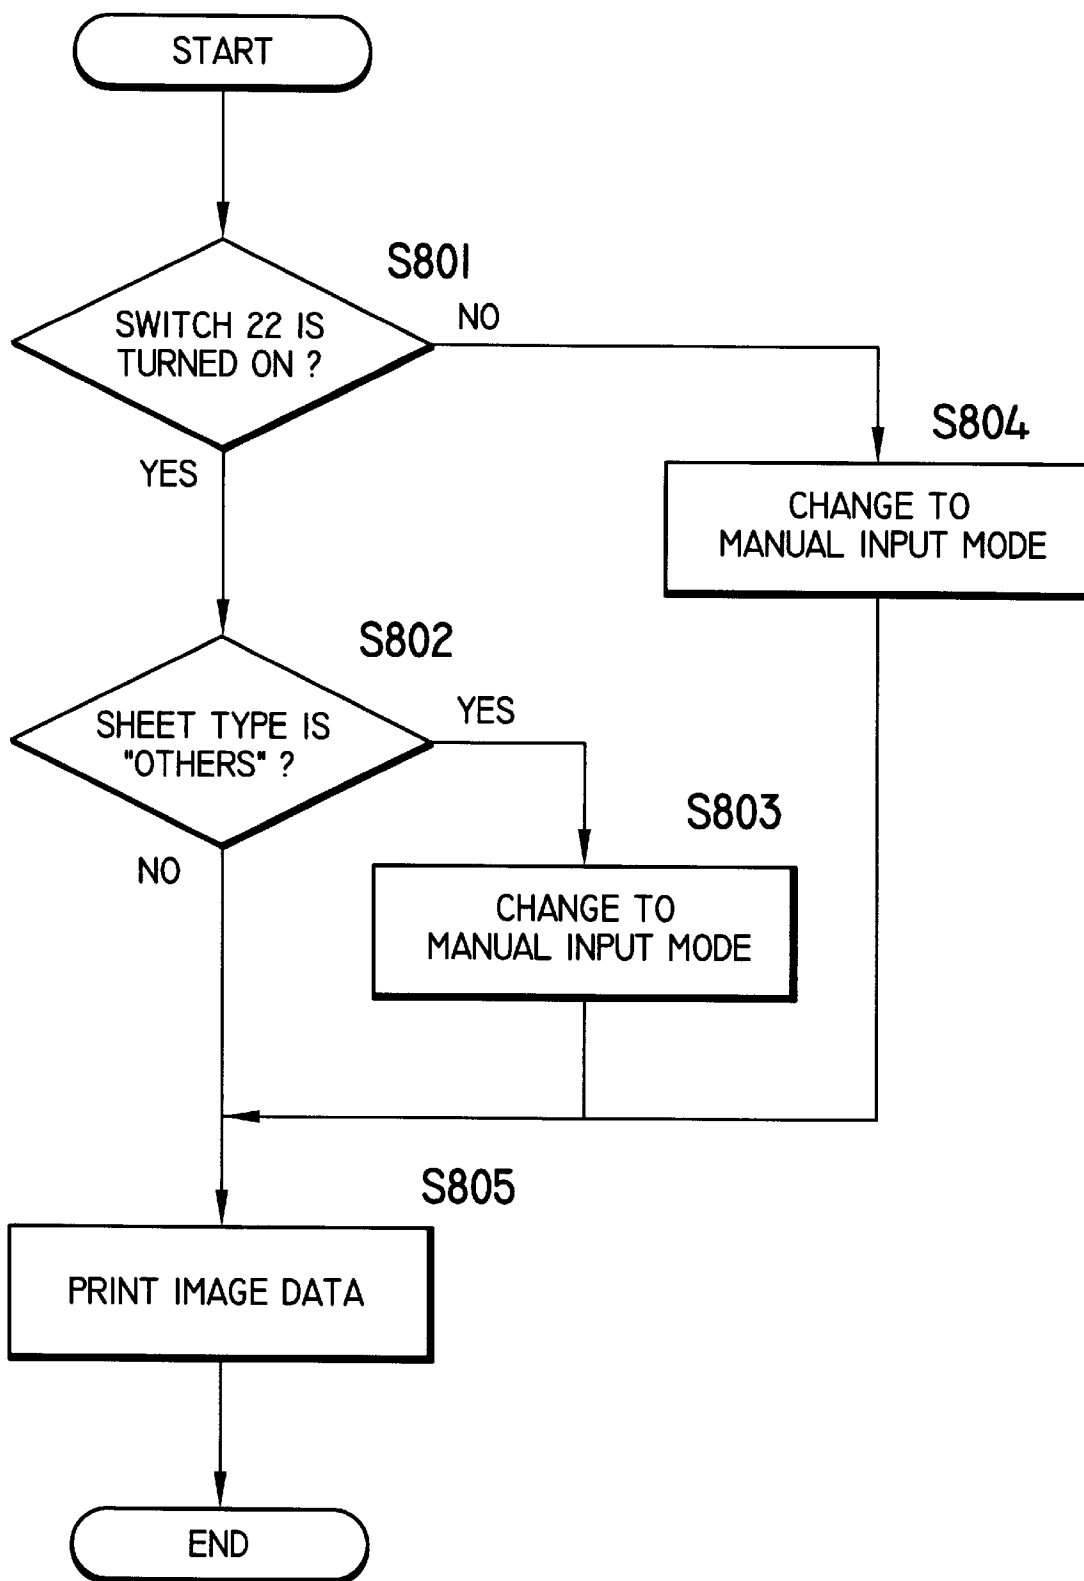 START
S801
SWITCH 22 IS
TURNED ON ?
NO
YES
S804
CHANGE TO
MANUAL INPUT MODE
S802
SHEET TYPE IS
"OTHERS" ?
YES
NO
S803
CHANGE TO
MANUAL INPUT MODE
S805
PRINT IMAGE DATA
END